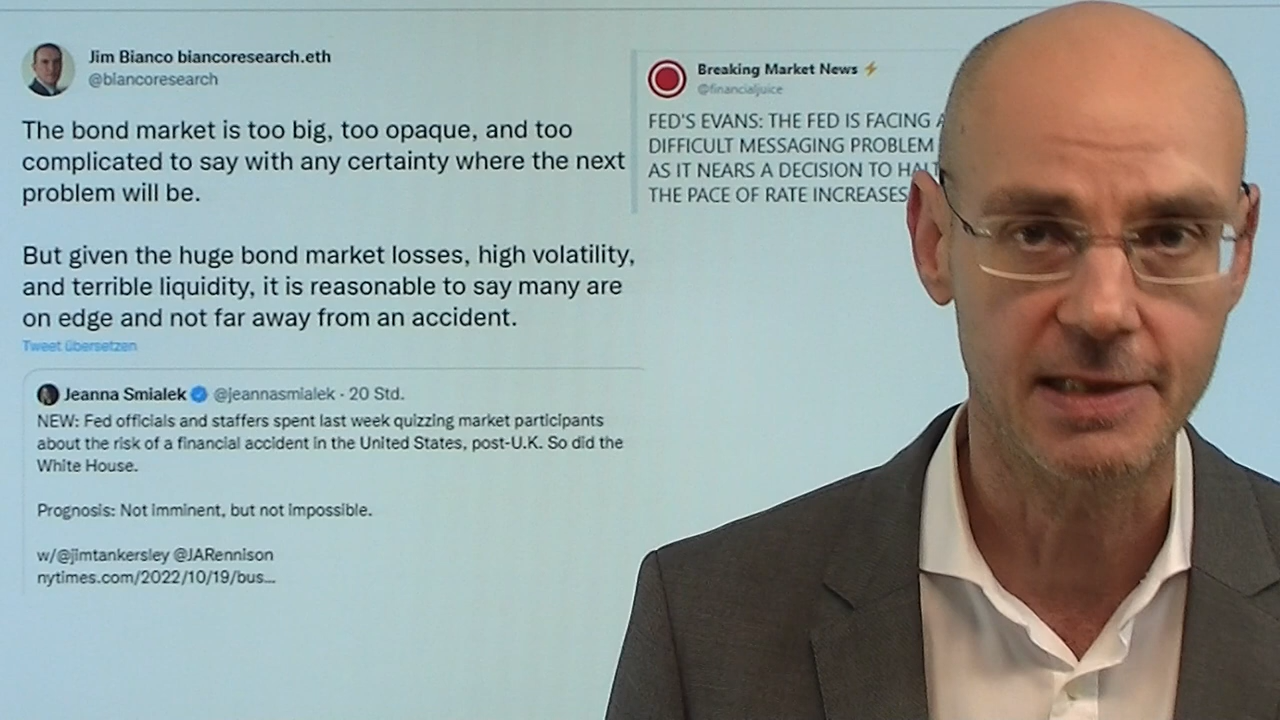 Jim Bianco biancoresearch.eth
@biancoresearch
The bond market is too big, too opaque, and too
complicated to say with any certainty where the next
problem will be.
But given the huge bond market losses, high volatility,
and terrible liquidity, it is reasonable to say many are
on edge and not far away from an accident.
Tweet übersetzen
Jeanna Smialek @jeannasmialek · 20 Std.
NEW: Fed officials and staffers spent last week quizzing market participants
about the risk of a financial accident in the United States, post-U.K. So did the
White House.
Prognosis: Not imminent, but not impossible.
w/@jimtankersley @JARennison
nytimes.com/2022/10/19/bus...
Breaking Market News ⚡
@financialjuice
FED'S EVANS: THE FED IS FACING A
DIFFICULT MESSAGING PROBLEM
AS IT NEARS A DECISION TO HALT
THE PACE OF RATE INCREASES